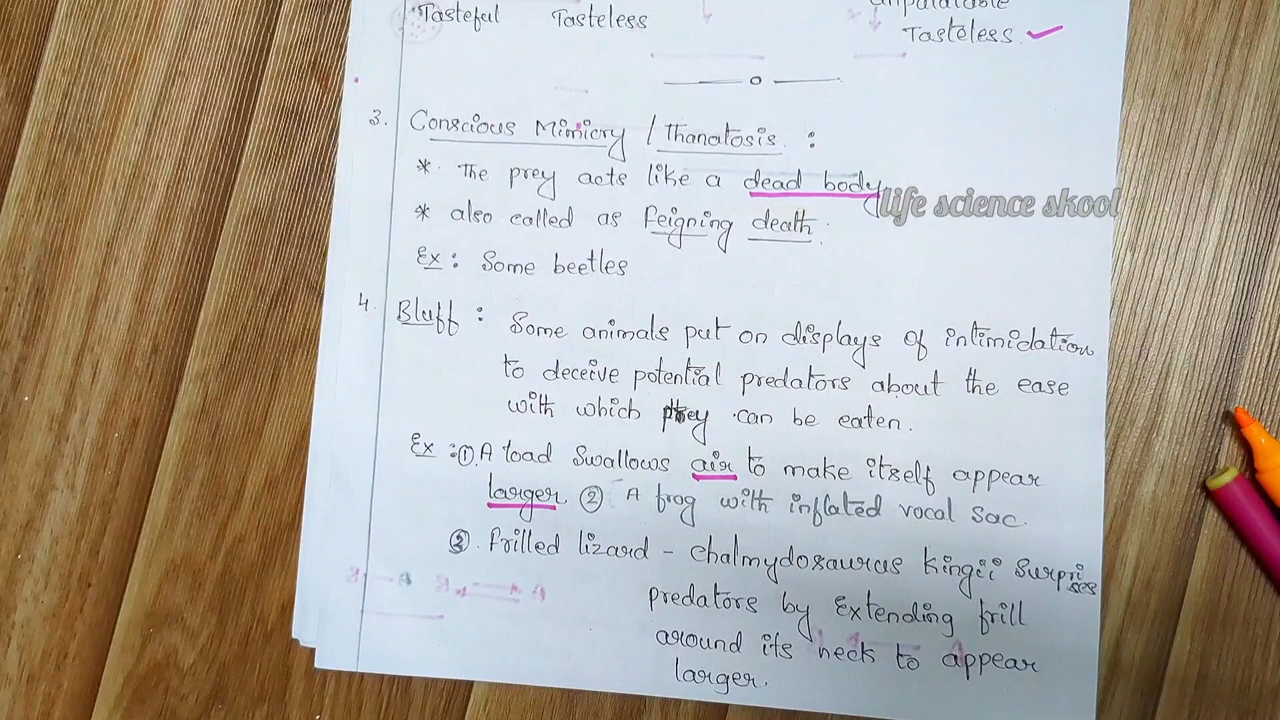 Tasteful Tasteless Unpalatable
Tasteless
3. Conscious Mimicry / Thanatosis :
* The prey acts like a dead body
life science skool
* also called as feigning death.
Ex : Some beetles
4. Bluff : Some animals put on displays of intimidation
to deceive potential predators about the ease
with which they can be eaten.
Ex : ① A toad swallows air to make itself appear
larger ② A frog with inflated vocal sac.
③. Frilled lizard - chalmydosaurus kingii surprises
predators by extending frill
around its neck to appear
larger.